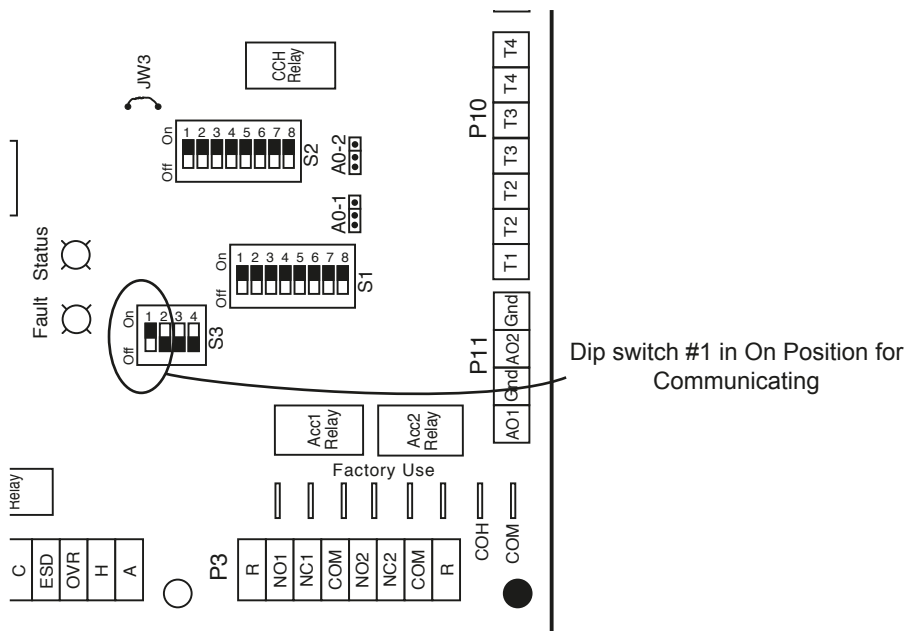 JW3
CCH
Relay
T4
T4
T3
T3
T2
T2
T1
P10
On
Off
1 2 3 4 5 6 7 8
S2
A0-2
A0-1
Status
Fault
On
Off
1 2 3 4 5 6 7 8
S1
On
Off
1 2 3 4
S3
Gnd
AO2
Gnd
AO1
P11
Dip switch #1 in On Position for
Communicating
Acc1
Relay
Acc2
Relay
Factory Use
Relay
COH
COM
C
ESD
OVR
H
A
P3
R
NO1
NC1
COM
NO2
NC2
COM
R